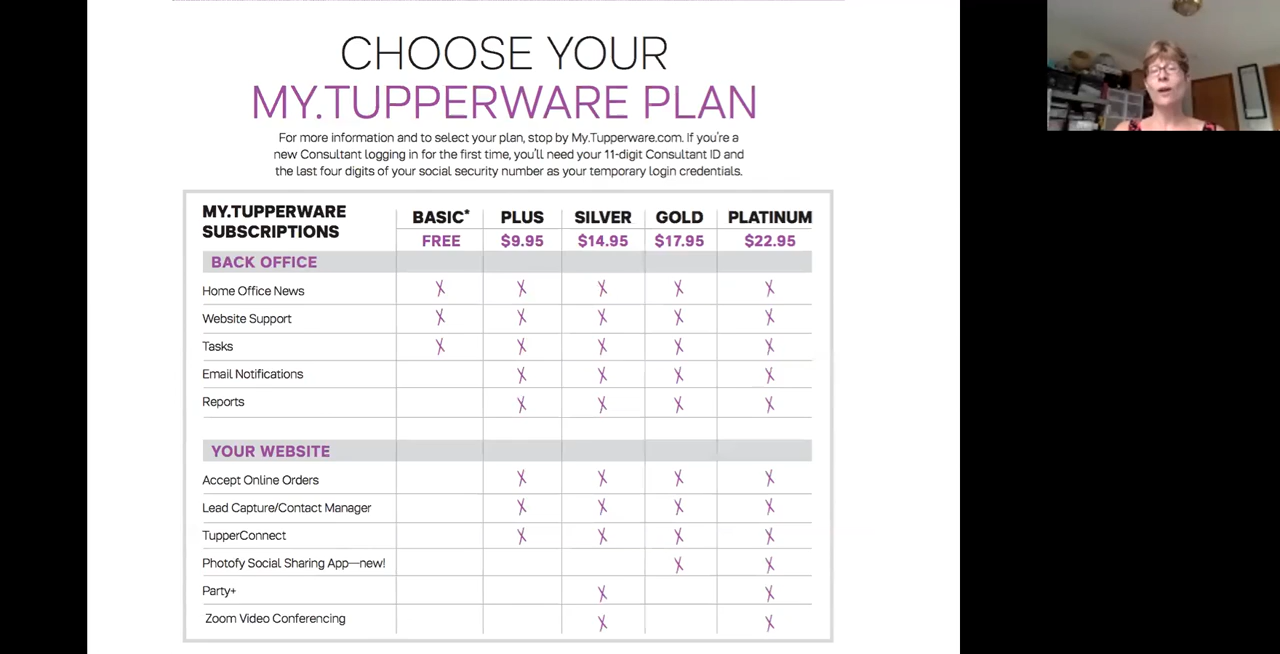 CHOOSE YOUR
MY.TUPPERWARE PLAN
For more information and to select your plan, stop by My.Tupperware.com. If you're a
new Consultant logging in for the first time, you'll need your 11-digit Consultant ID and
the last four digits of your social security number as your temporary login credentials.
MY.TUPPERWARE
SUBSCRIPTIONS
BASIC* PLUS SILVER GOLD PLATINUM
FREE $9.95 $14.95 $17.95 $22.95
BACK OFFICE
Home Office News X X X X X
Website Support X X X X X
Tasks X X X X X
Email Notifications X X X X
Reports X X X X
YOUR WEBSITE
Accept Online Orders X X X X
Lead Capture/Contact Manager X X X X
TupperConnect X X X X
Photofy Social Sharing App—new! X X
Party+ X X
Zoom Video Conferencing X X